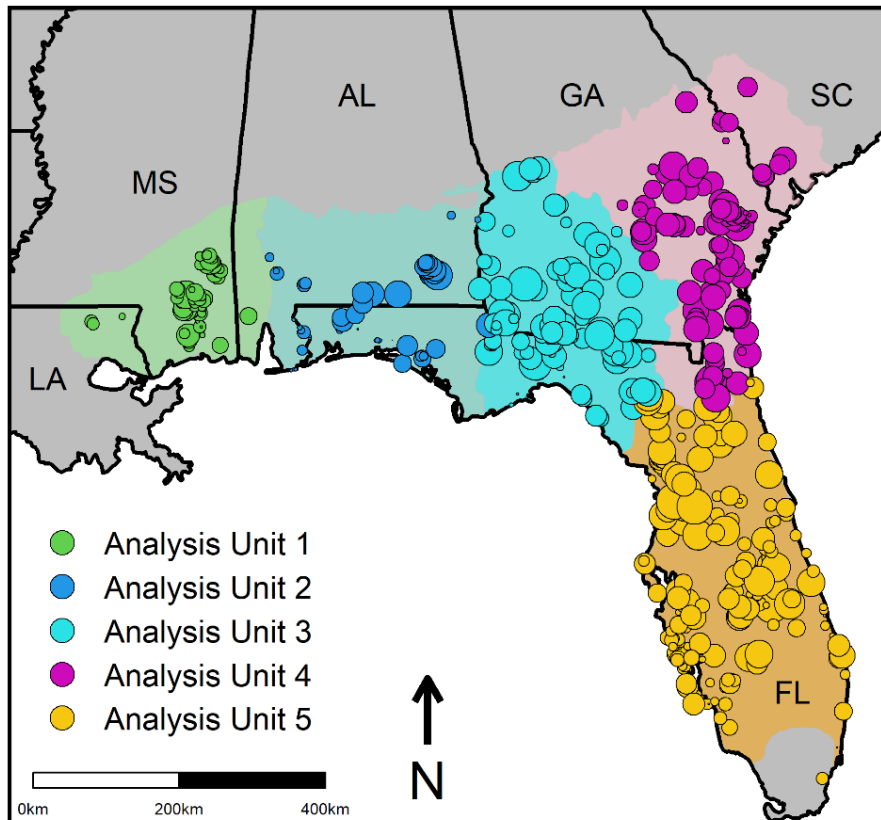 AL
GA
SC
MS
LA
Analysis Unit 1
Analysis Unit 2
Analysis Unit 3
Analysis Unit 4
Analysis Unit 5
FL
N
0km
200km
400km